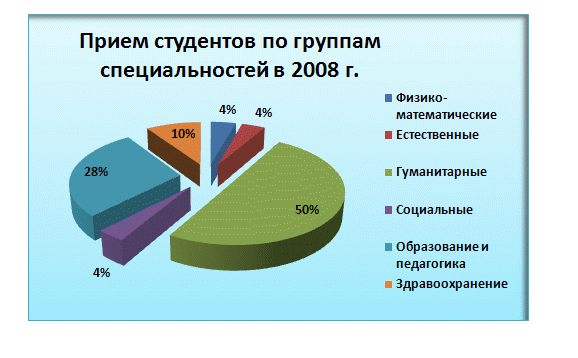 Прием студентов по группам
специальностей в 2008 г.
4%
4%
10%
28%
50%
4%
Физико-
математические
Естественные
Гуманитарные
Социальные
Образование и
педагогика
Здравоохранение